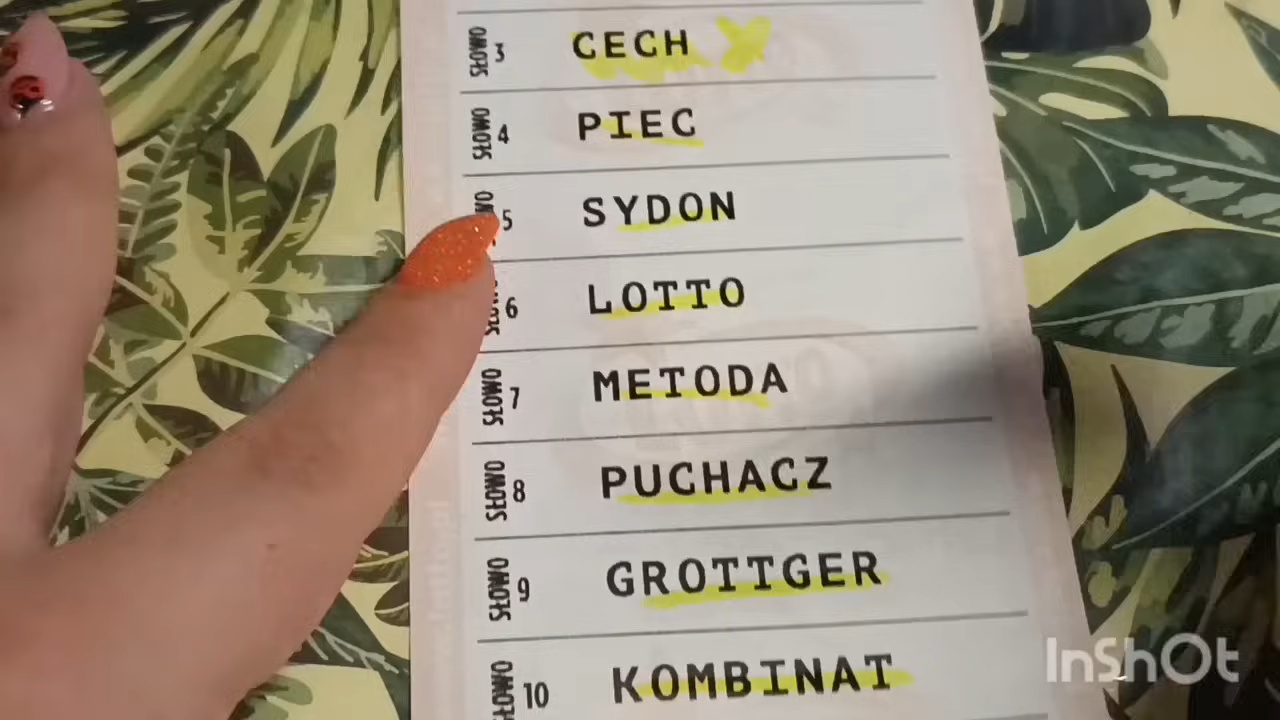 SŁOWO 3 CECH
SŁOWO 4 PIEC
5 SYDON
SŁOWO 6 LOTTO
SŁOWO 7 METODA
SŁOWO 8 PUCHACZ
SŁOWO 9 GROTTGER
SŁOWO 10 KOMBINAT
InShOt